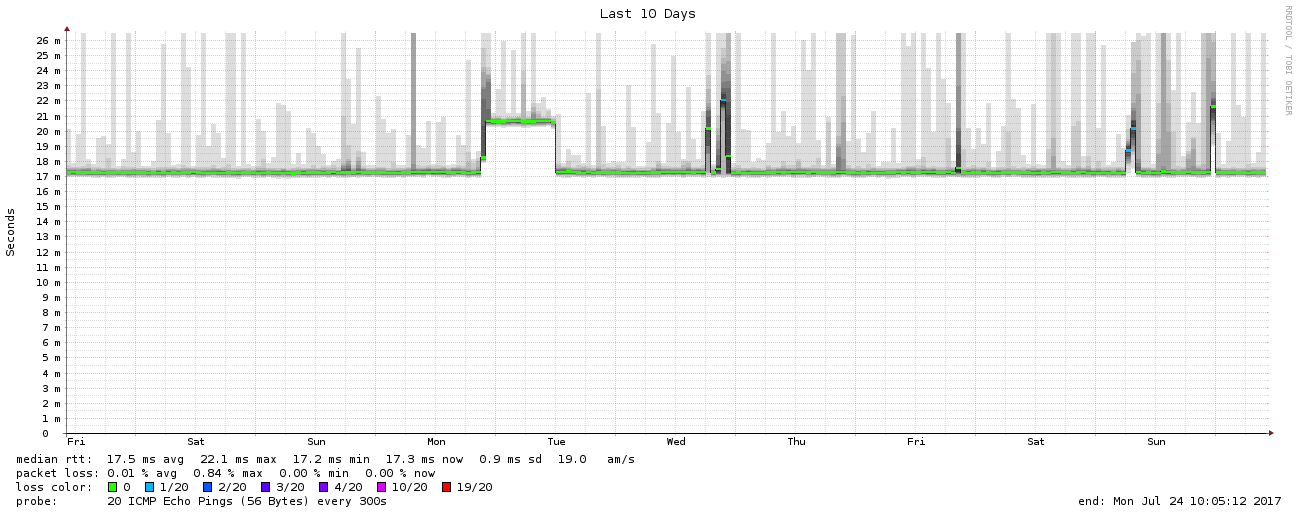 Last 10 Days
RRDTOOL / TOBI OETIKER
Seconds
26 m
25 m
24 m
23 m
22 m
21 m
20 m
19 m
18 m
17 m
16 m
15 m
14 m
13 m
12 m
11 m
10 m
9 m
8 m
7 m
6 m
5 m
4 m
3 m
2 m
1 m
0
Fri Sat Sun Mon Tue Wed Thu Fri Sat Sun
median rtt: 17.5 ms avg 22.1 ms max 17.2 ms min 17.3 ms now 0.9 ms sd 19.0 am/s
packet loss: 0.01 % avg 0.84 % max 0.00 % min 0.00 % now
loss color: 0 1/20 2/20 3/20 4/20 10/20 19/20
probe: 20 ICMP Echo Pings (56 Bytes) every 300s end: Mon Jul 24 10:05:12 2017